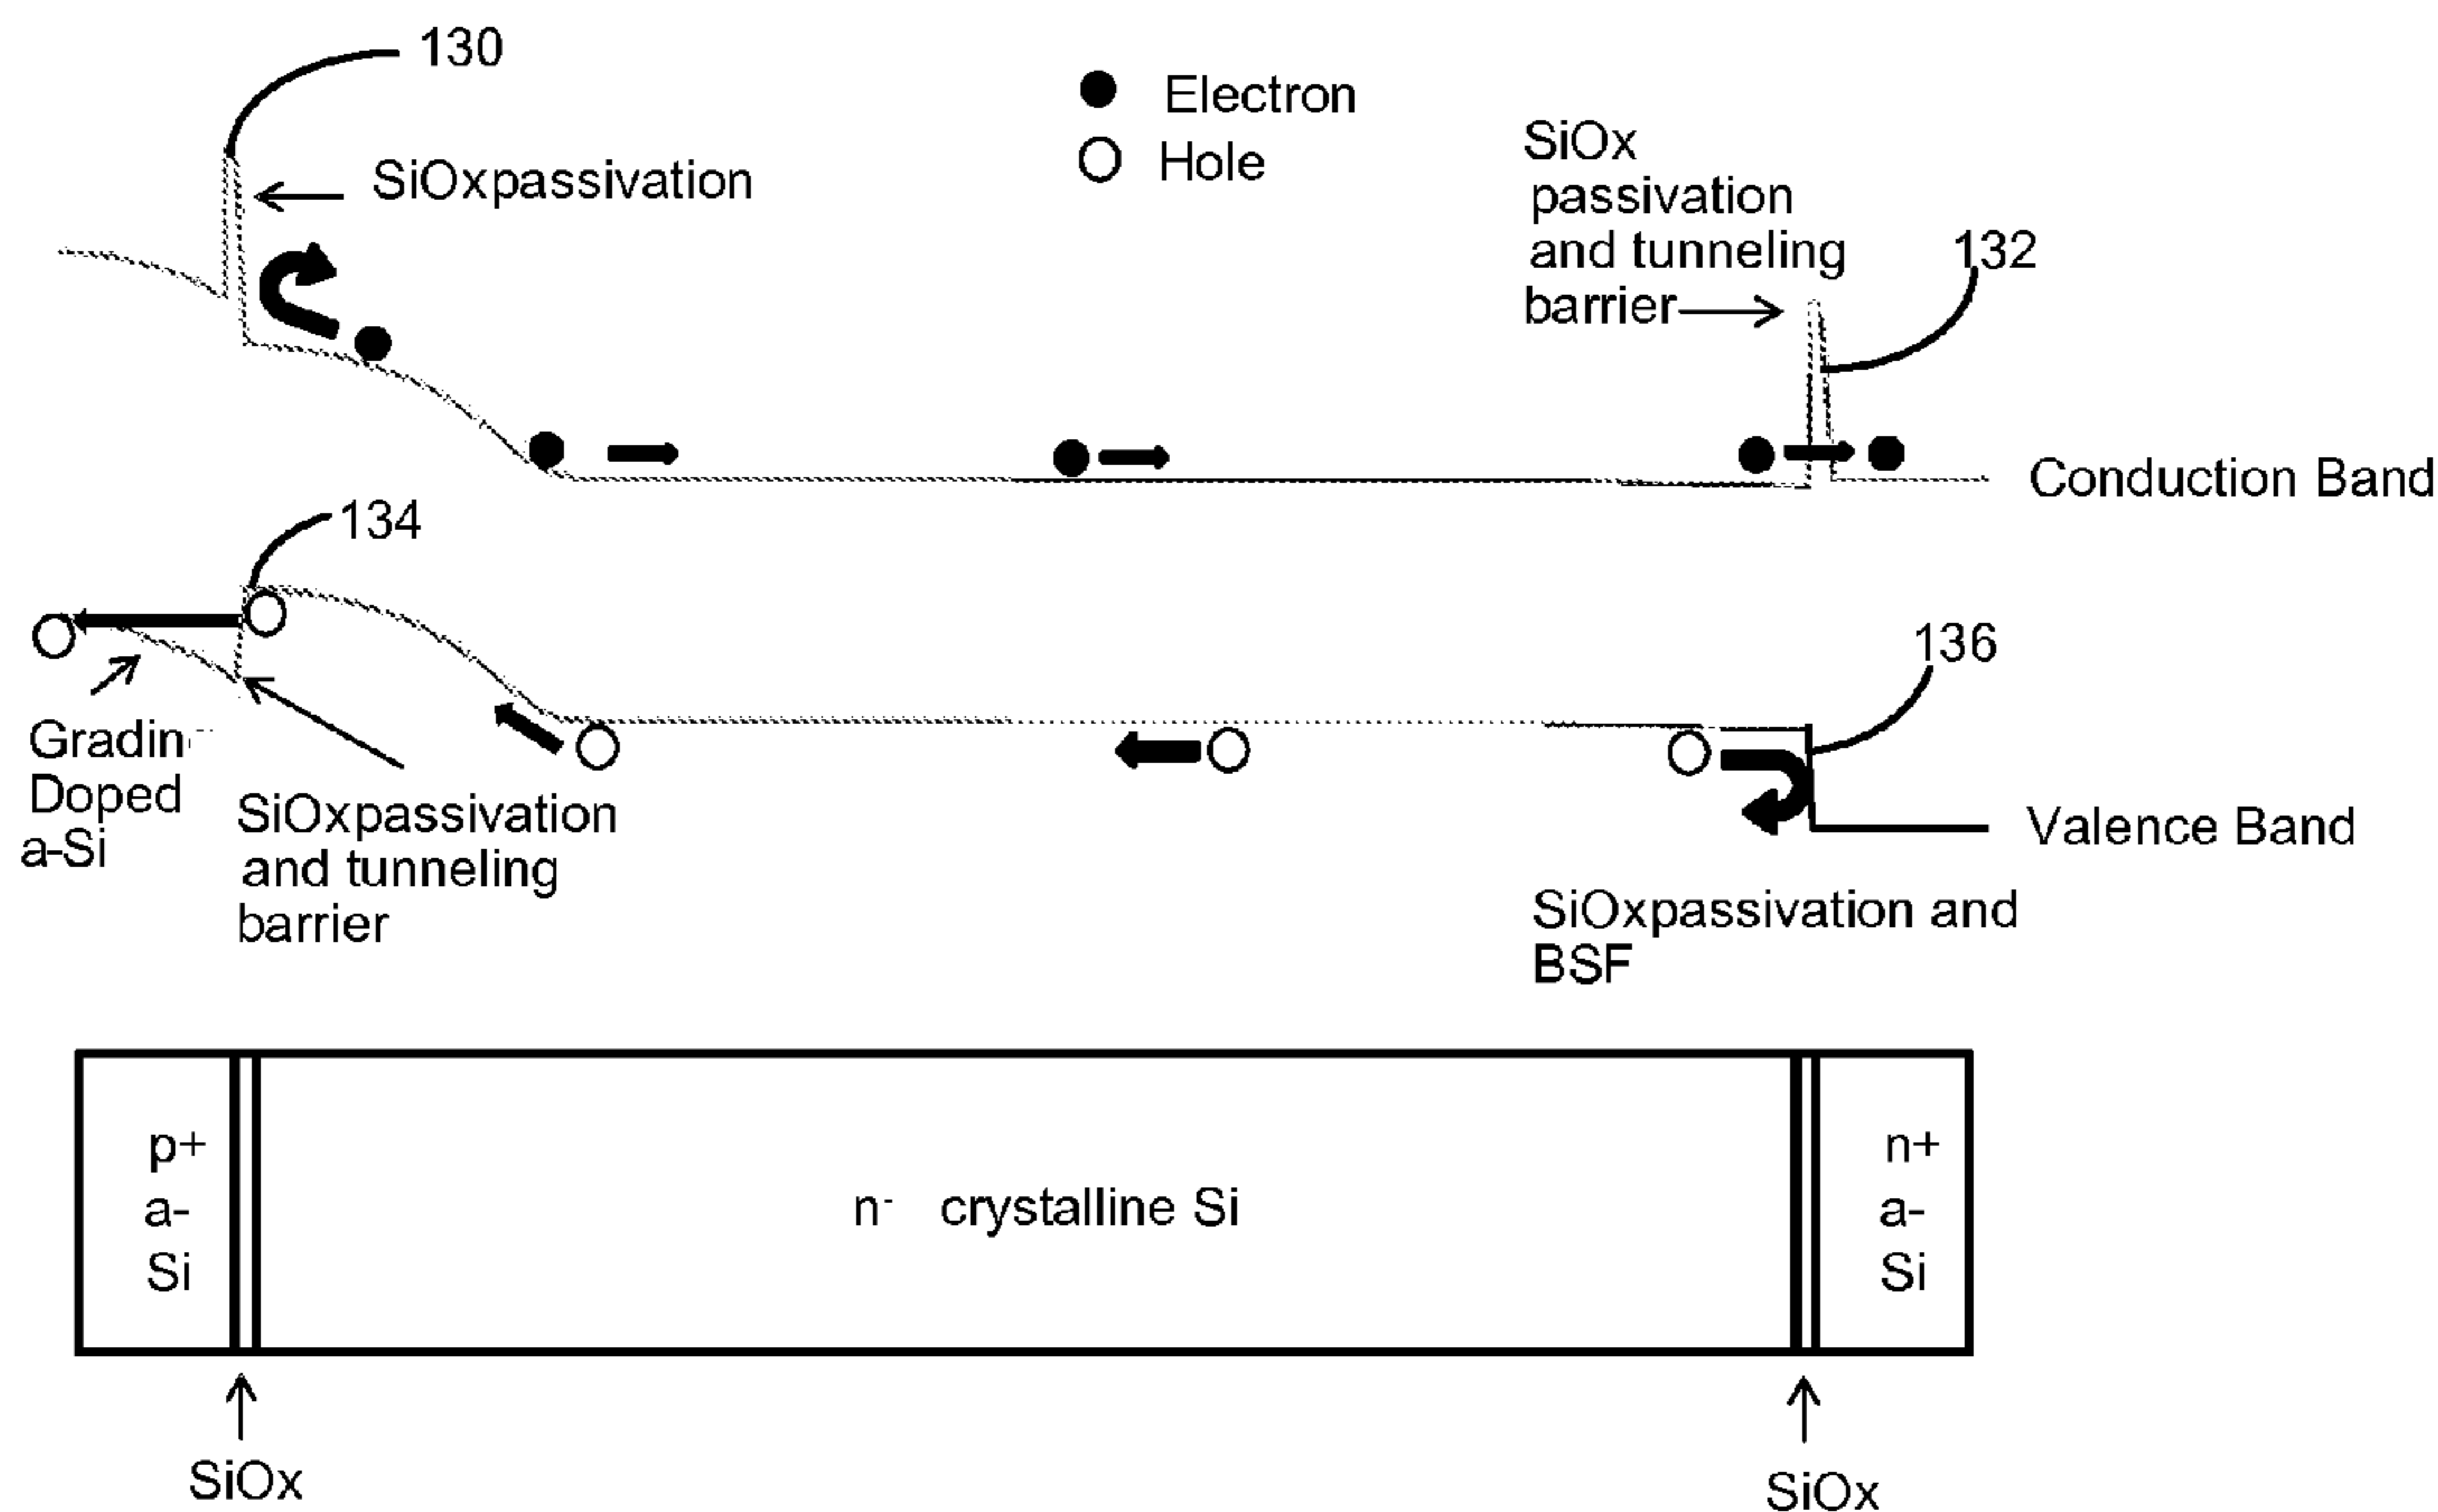 130
Electron
Hole
SiOxpassivation
SiOx
passivation
and tunneling
barrier
132
Conduction Band
134
136
Gradin
Doped
a-Si
SiOxpassivation
and tunneling
barrier
Valence Band
SiOxpassivation and
BSF
p+
a-
Si
n- crystalline Si
n+
a-
Si
SiOx
SiOx